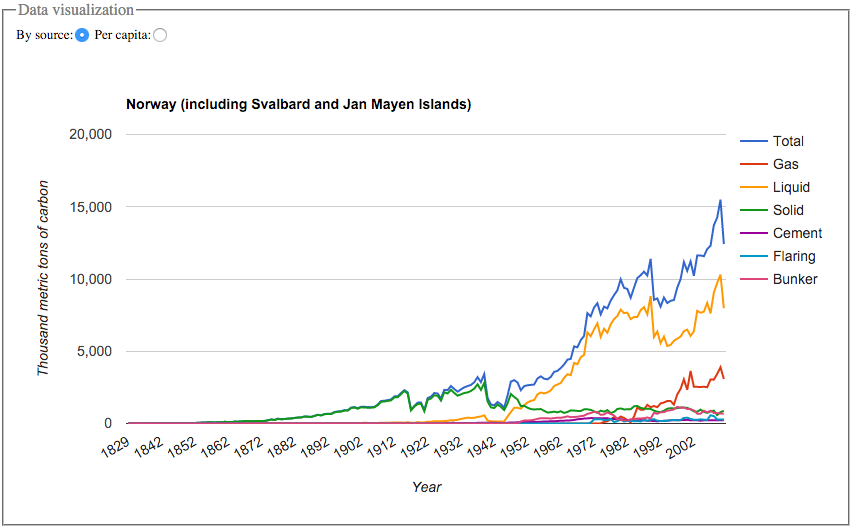 Data visualization
By source: Per capita:
Norway (including Svalbard and Jan Mayen Islands)
20,000
15,000
10,000
5,000
0
Thousand metric tons of carbon
1829 1842 1852 1862 1872 1882 1892 1902 1912 1922 1932 1942 1952 1962 1972 1982 1992 2002
Year
Total
Gas
Liquid
Solid
Cement
Flaring
Bunker